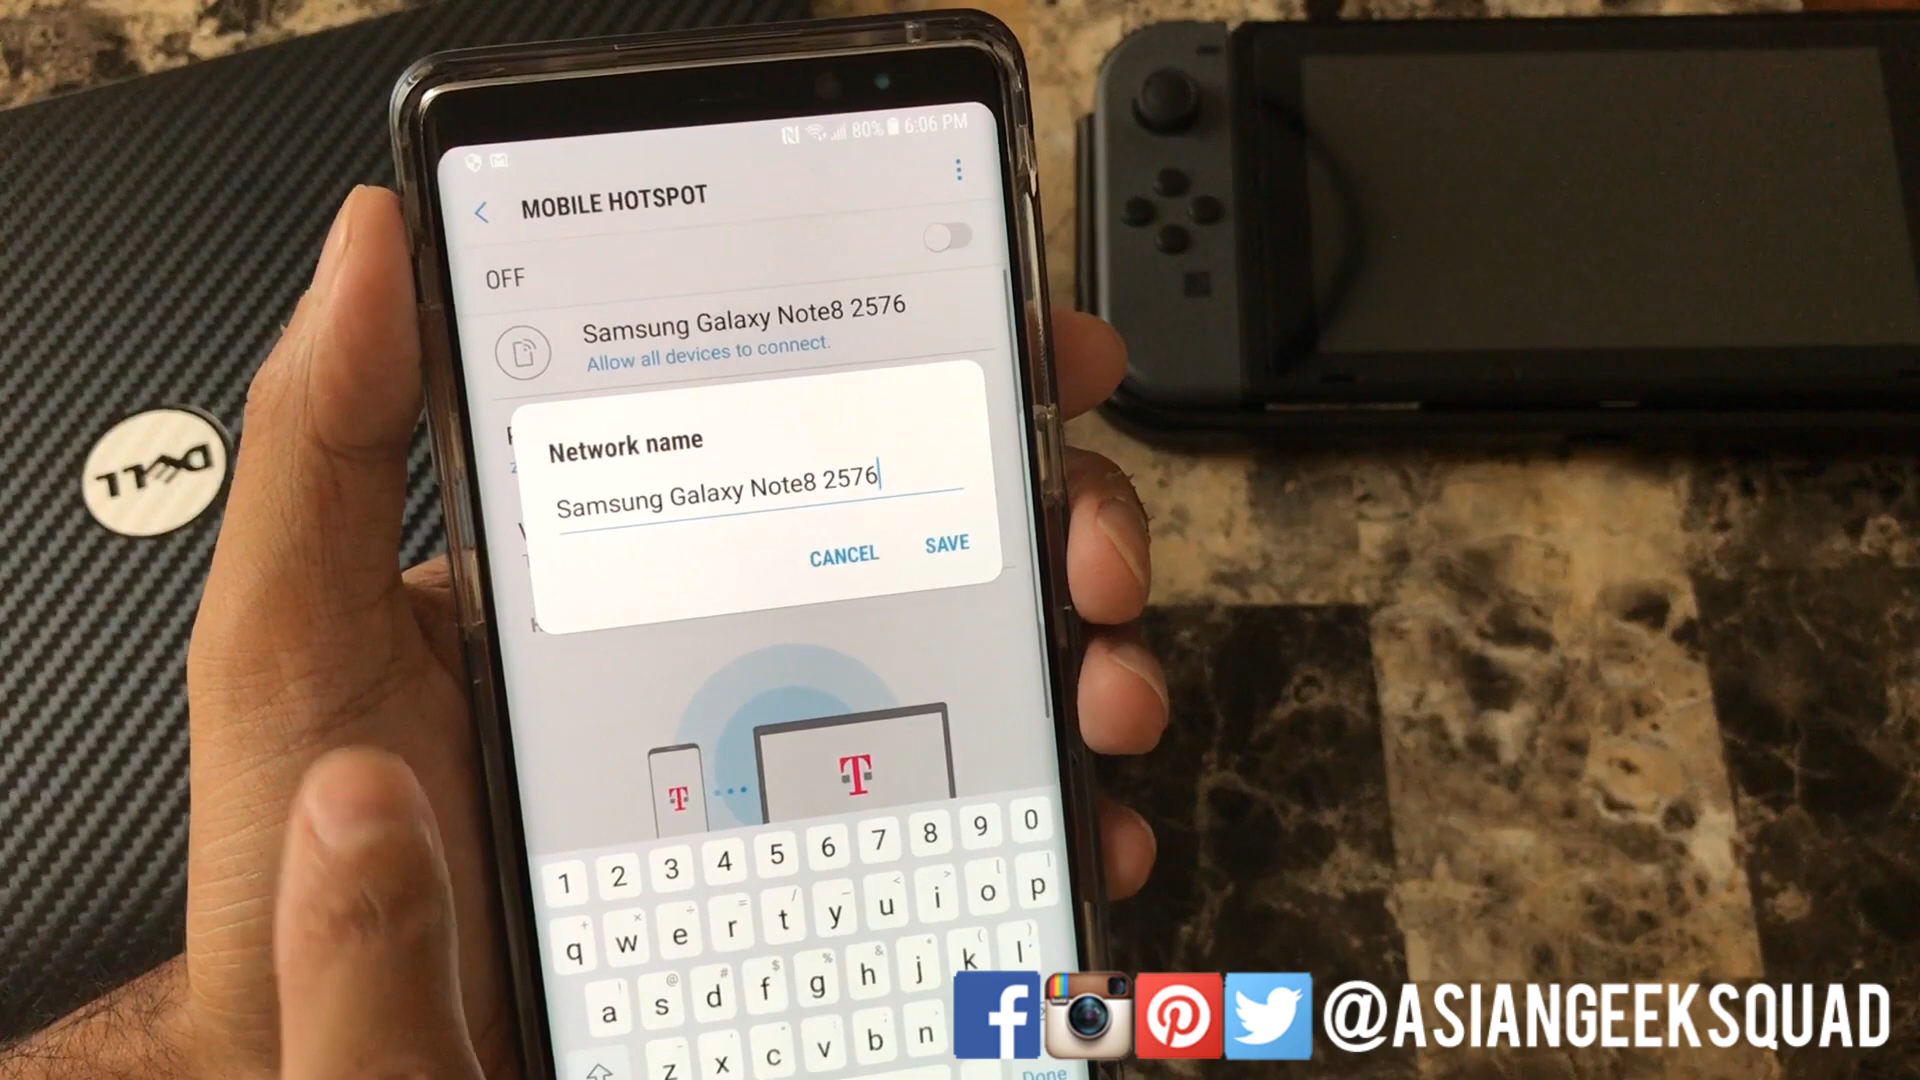 80% 6:06 PM
MOBILE HOTSPOT
OFF
Samsung Galaxy Note8 2576
Allow all devices to connect.
Network name
Samsung Galaxy Note8 2576
CANCEL SAVE
T T
1 2 3 4 5 6 7 8 9 0
q w e r t y u i o p
a s d f g h j k l
z x c v b n
Done
DELL
@ASIANGEEKSQUAD